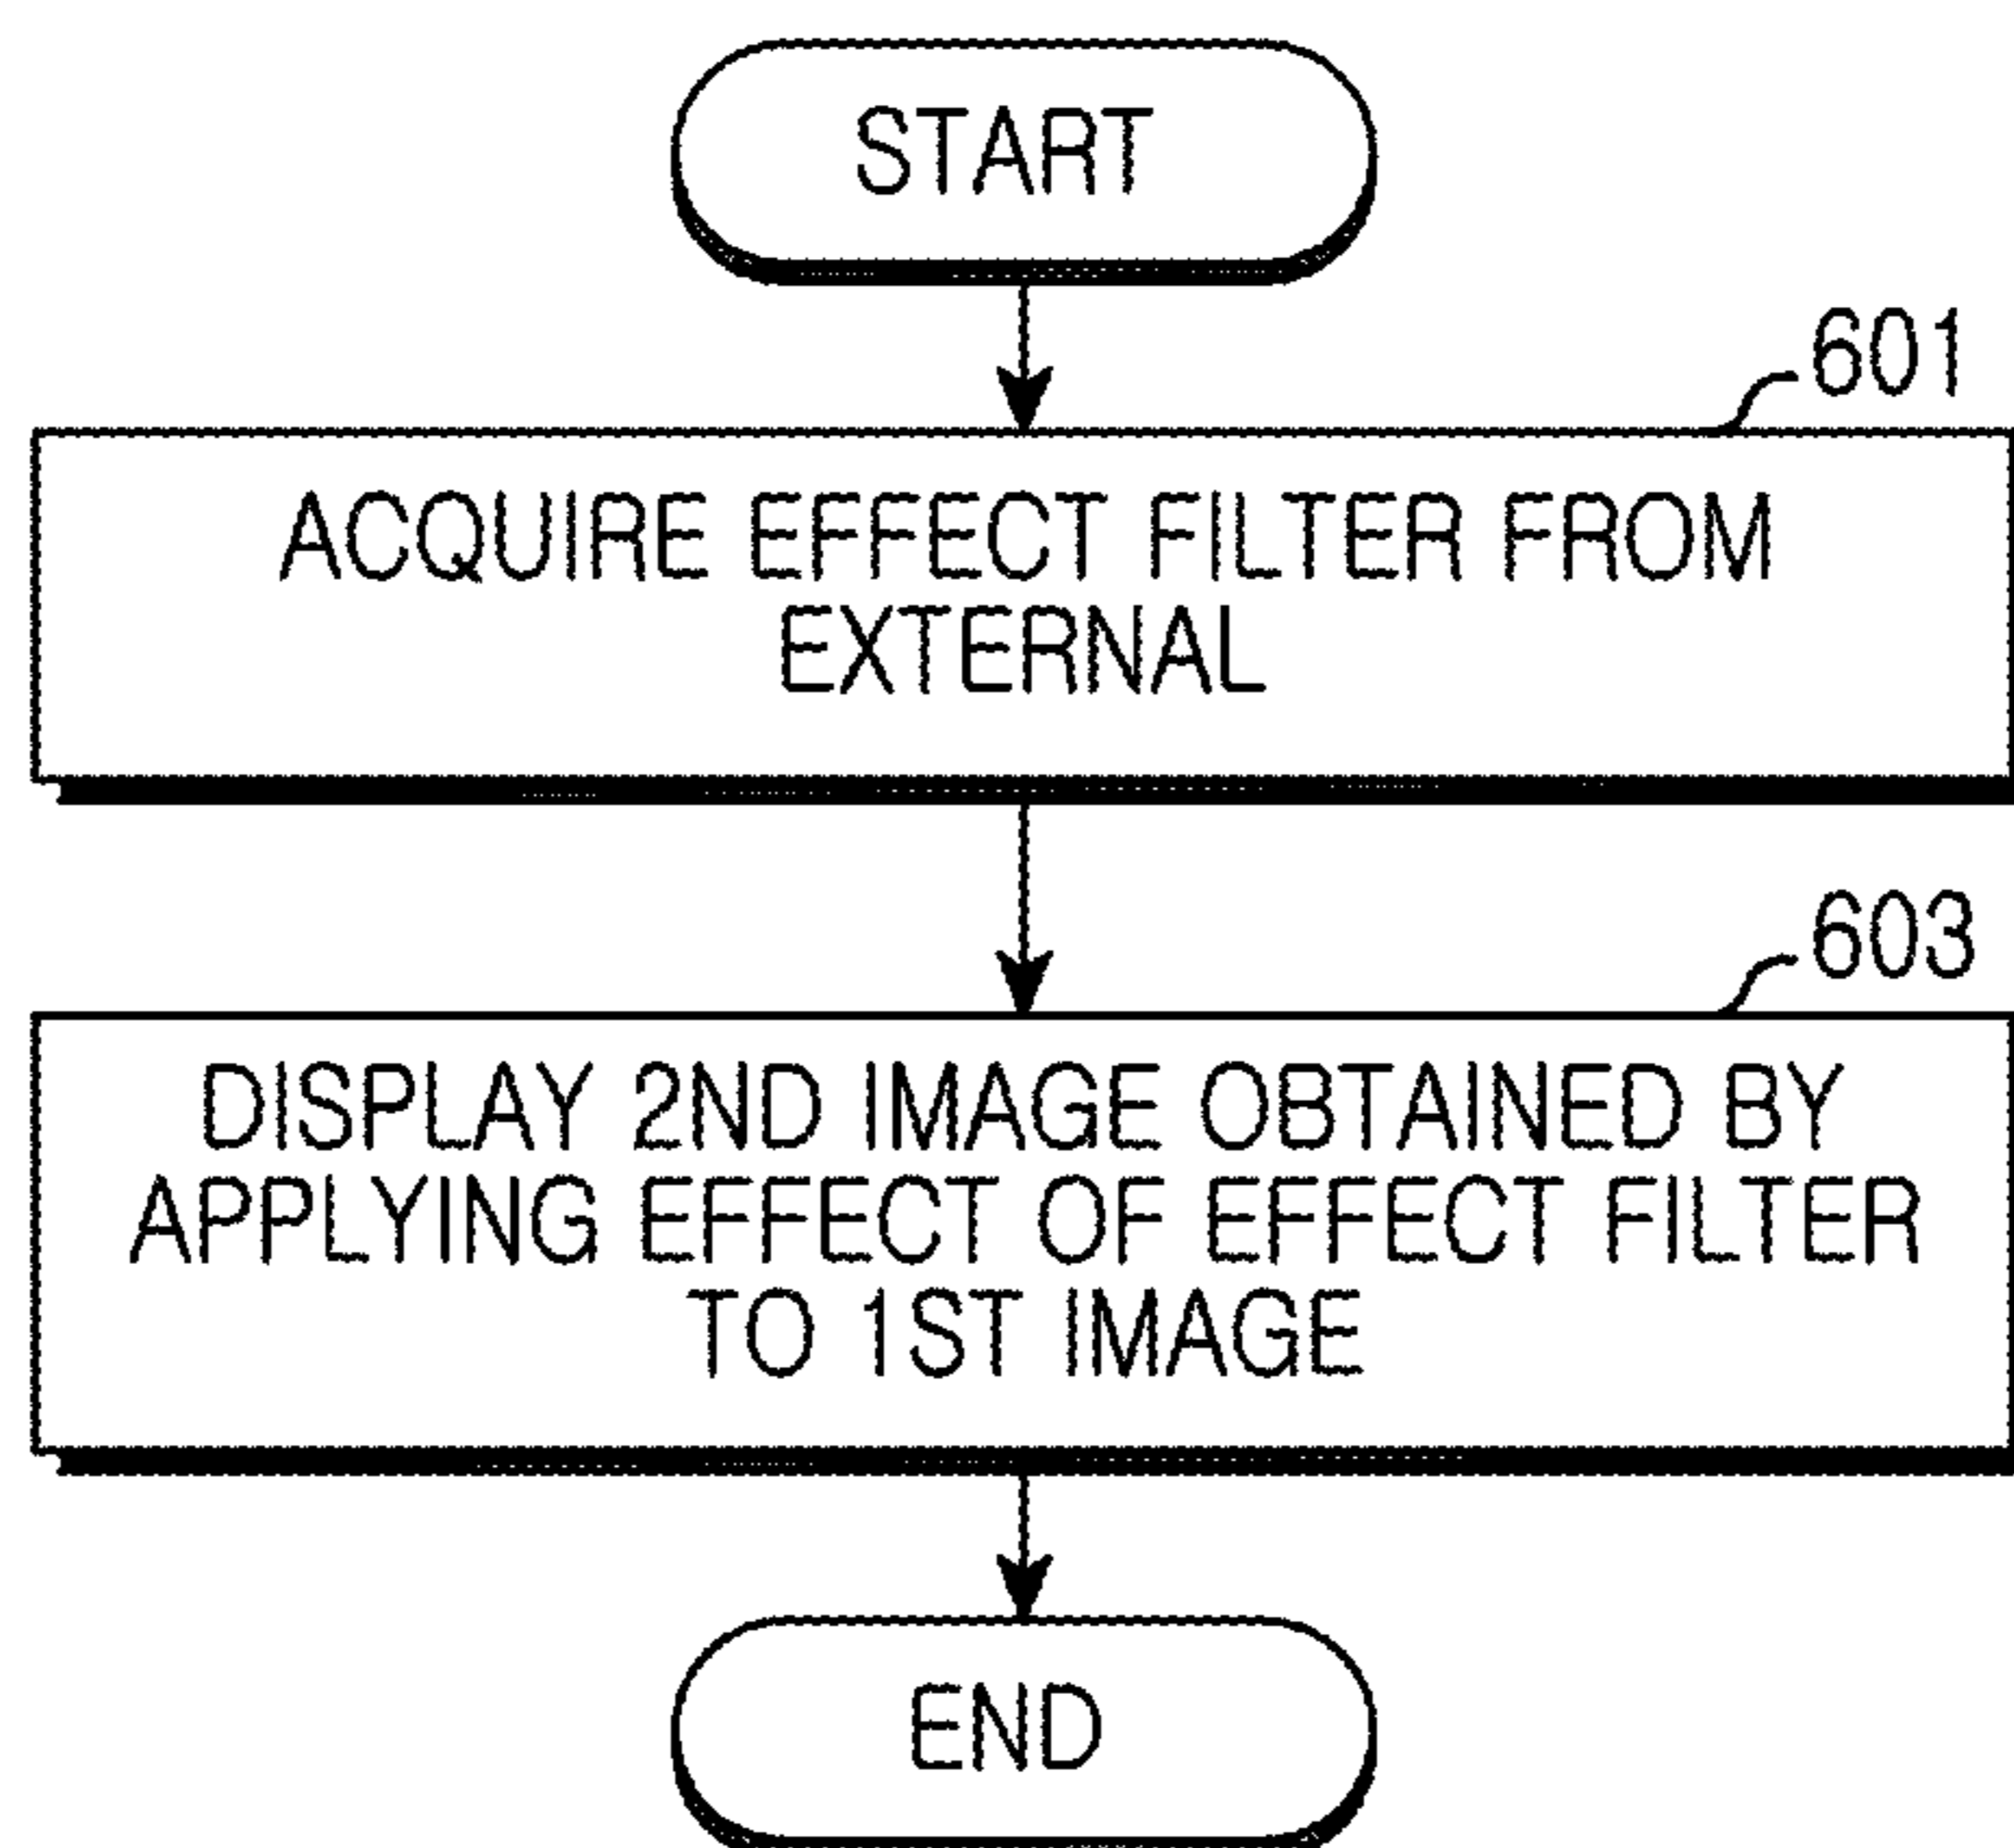 START
601
ACQUIRE EFFECT FILTER FROM
EXTERNAL
603
DISPLAY 2ND IMAGE OBTAINED BY
APPLYING EFFECT OF EFFECT FILTER
TO 1ST IMAGE
END